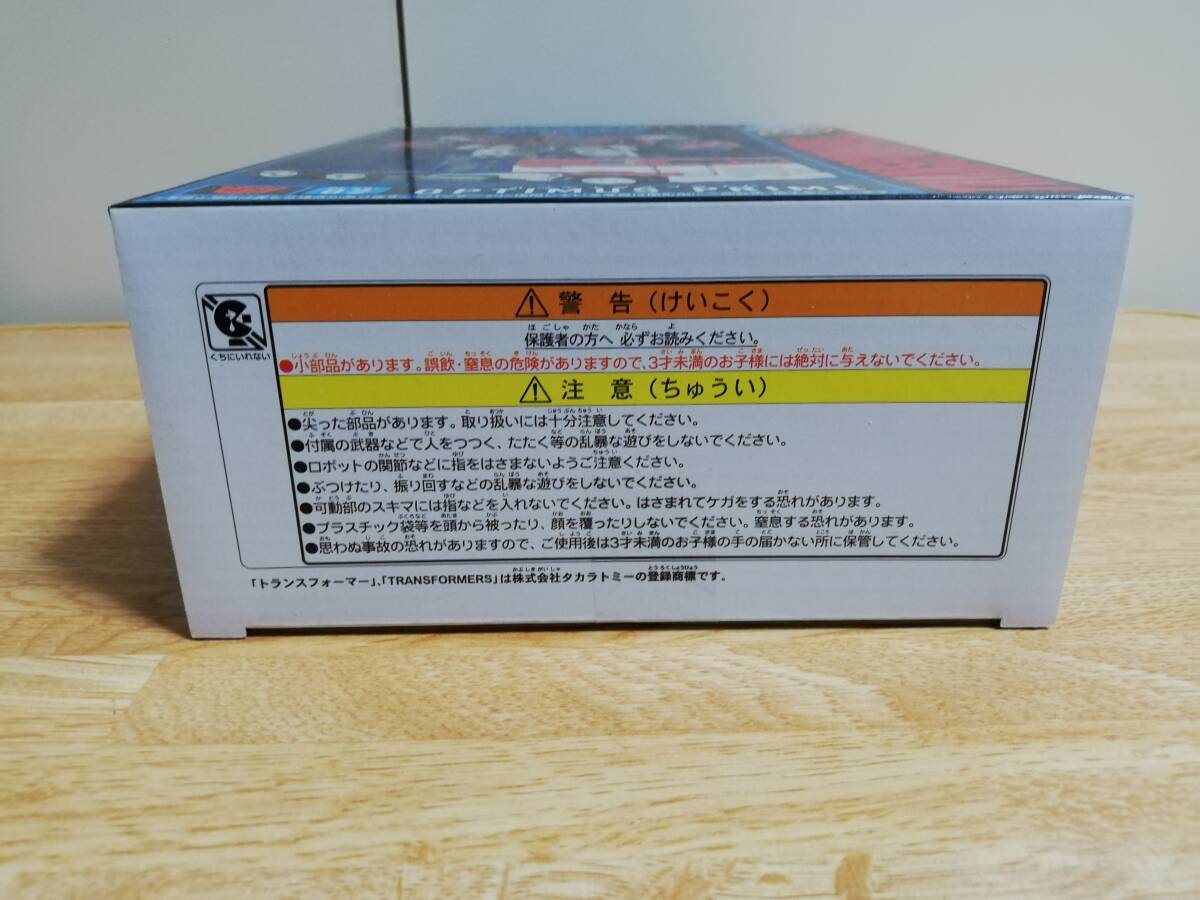 OPTIMUS PRIME
くちにいれない
警 告（けいこく）
保護者の方へ 必ずお読みください。
●小部品があります。誤飲・窒息の危険がありますので、3才未満のお子様には絶対に与えないでください。
注 意（ちゅうい）
●尖った部品があります。取り扱いには十分注意してください。
●付属の武器などで人をつつく、たたく等の乱暴な遊びをしないでください。
●ロボットの関節などに指をはさまないようご注意ください。
●ぶつけたり、振り回すなどの乱暴な遊びをしないでください。
●可動部のスキマには指などを入れないでください。はさまれてケガをする恐れがあります。
●プラスチック袋等を頭から被ったり、顔を覆ったりしないでください。窒息する恐れがあります。
●思わぬ事故の恐れがありますので、ご使用後は3才未満のお子様の手の届かない所に保管してください。
「トランスフォーマー」、「TRANSFORMERS」は株式会社タカラトミーの登録商標です。